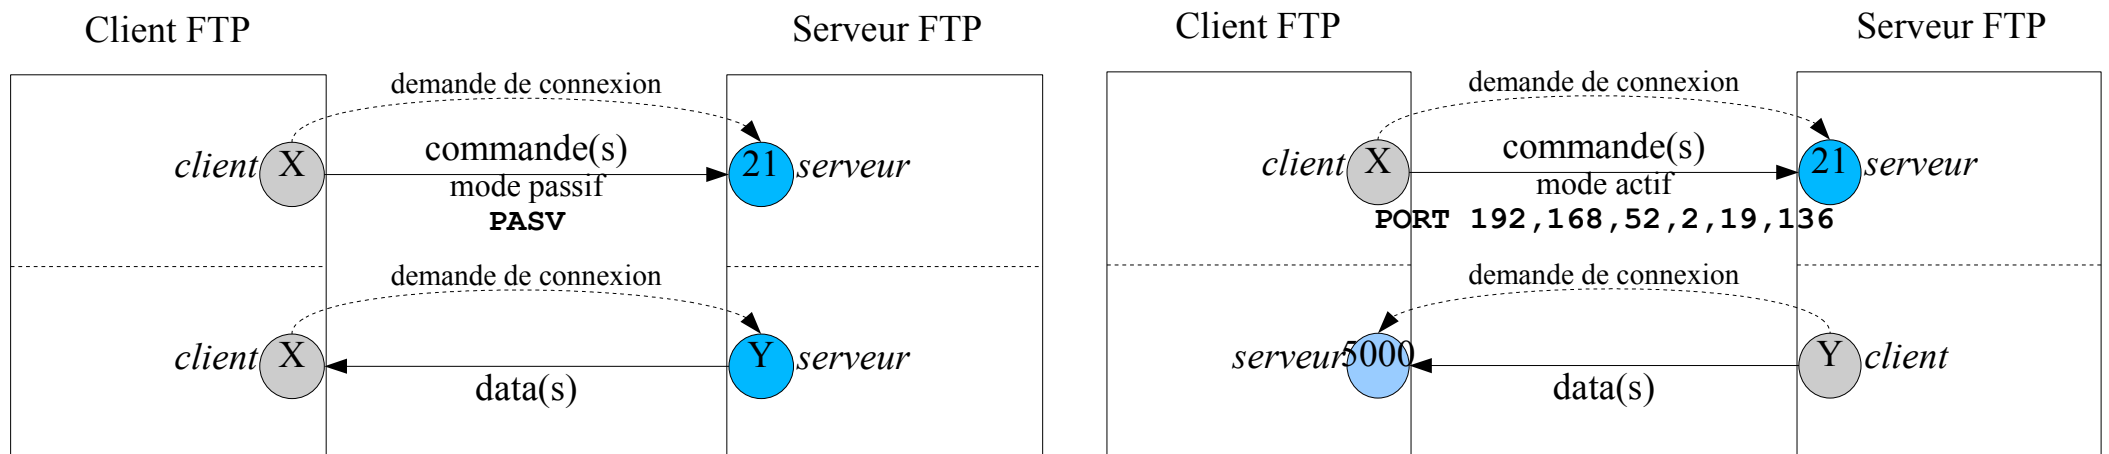 Client FTP
Serveur FTP
demande de connexion
client
X
commande(s)
21
serveur
mode passif
PASV
demande de connexion
client
X
Y
serveur
data(s)
Client FTP
Serveur FTP
demande de connexion
client
X
commande(s)
21
serveur
mode actif
PORT 192,168,52,2,19,136
demande de connexion
serveur
5000
Y
client
data(s)